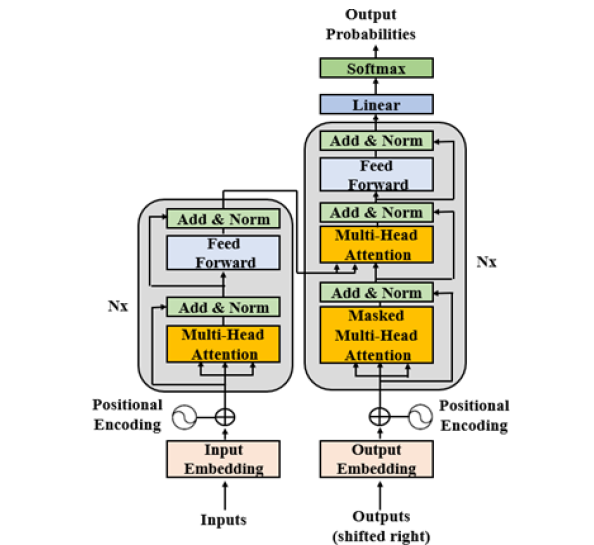 Output
Probabilities
Softmax
Linear
Add & Norm
Feed
Forward
Add & Norm
Multi-Head
Attention
Nx
Add & Norm
Masked
Multi-Head
Attention
Positional
Encoding
Output
Embedding
Outputs
(shifted right)
Add & Norm
Feed
Forward
Nx
Add & Norm
Multi-Head
Attention
Positional
Encoding
Input
Embedding
Inputs